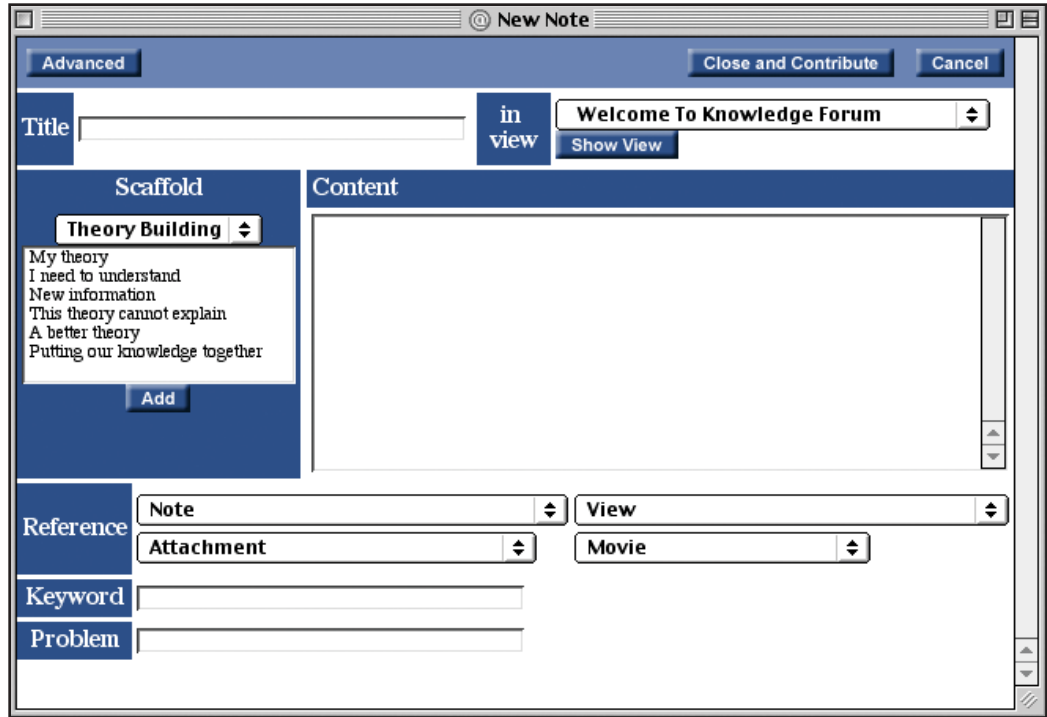 @ New Note
Advanced
Close and Contribute
Cancel
Title
in
view
Welcome To Knowledge Forum
Show View
Scaffold
Content
Theory Building
My theory
I need to understand
New information
This theory cannot explain
A better theory
Putting our knowledge together
Add
Reference
Note
View
Attachment
Movie
Keyword
Problem